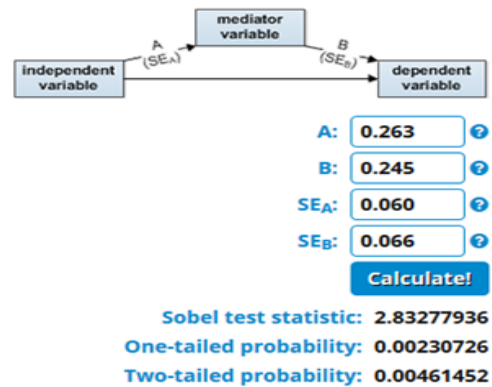 mediator
variable
A
(SEA)
B
(SEB)
independent
variable
dependent
variable
A: 0.263 ?
B: 0.245 ?
SEA: 0.060 ?
SEB: 0.066 ?
Calculate!
Sobel test statistic: 2.83277936
One-tailed probability: 0.00230726
Two-tailed probability: 0.00461452